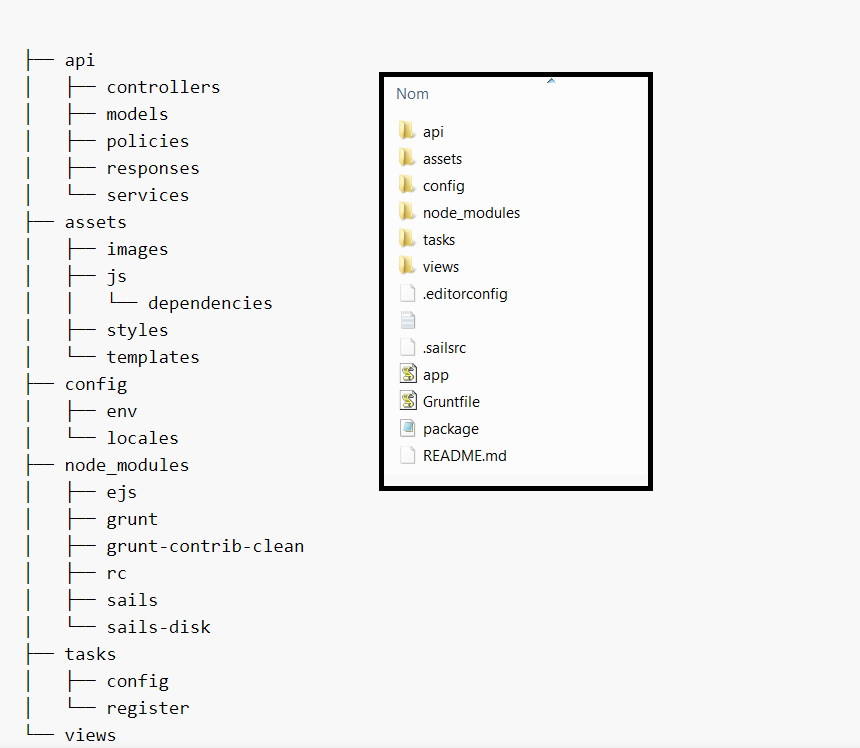 ├── api
│   ├── controllers
│   ├── models
│   ├── policies
│   ├── responses
│   └── services
├── assets
│   ├── images
│   ├── js
│   │   └── dependencies
│   ├── styles
│   └── templates
├── config
│   ├── env
│   └── locales
├── node_modules
│   ├── ejs
│   ├── grunt
│   ├── grunt-contrib-clean
│   ├── rc
│   ├── sails
│   └── sails-disk
├── tasks
│   ├── config
│   └── register
└── views
Nom
api
assets
config
node_modules
tasks
views
.editorconfig
.sailsrc
app
Gruntfile
package
README.md